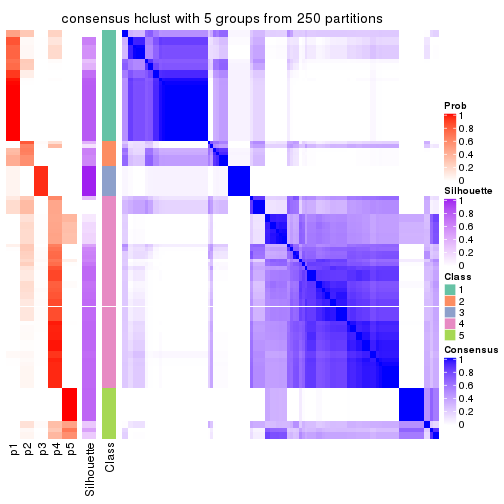 consensus hclust with 5 groups from 250 partitions
Prob
1
0.8
0.6
0.4
0.2
0
Silhouette
1
0.8
0.6
0.4
0.2
0
Class
1
2
3
4
5
Consensus
1
0.8
0.6
0.4
0.2
0
p1
p2
p3
p4
p5
Silhouette
Class